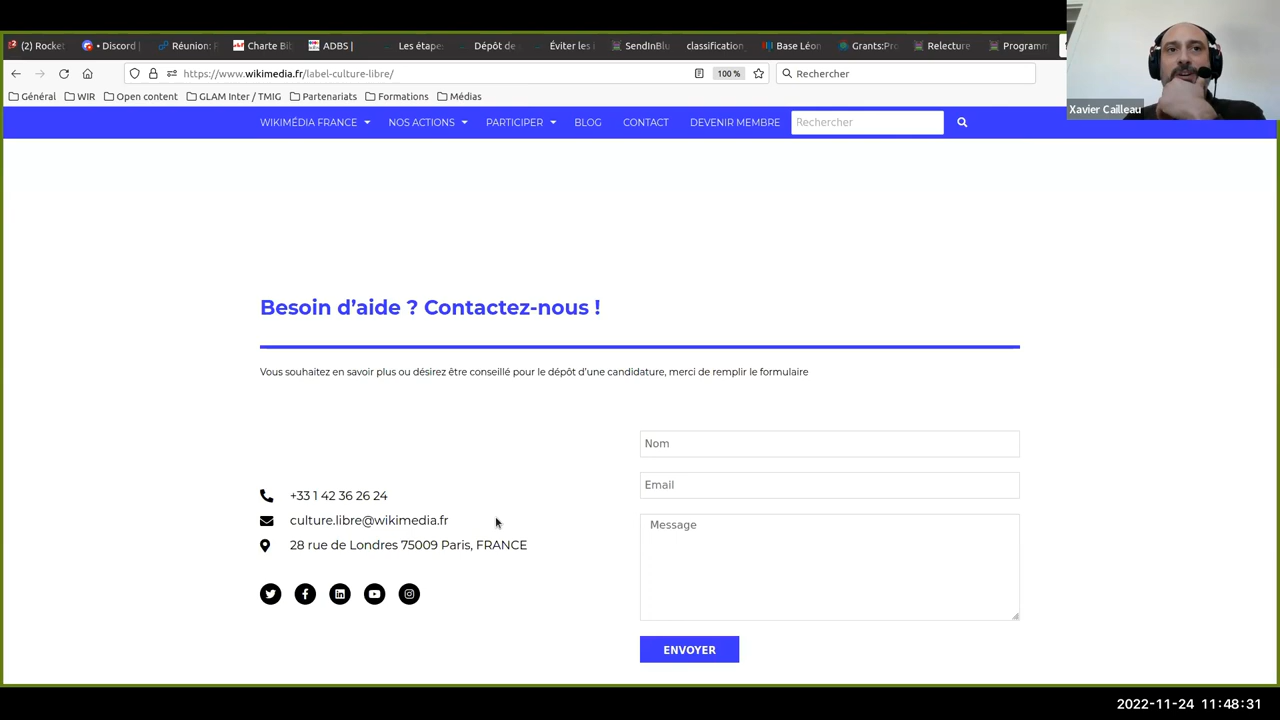 (2) Rocket
• Discord |
Réunion: F
Charte Bib
ADBS |
Les étape
Dépôt de
Éviter les i
SendInBlu
classification_
Base Léon
Grants:Pro
Relecture
Programm
https://www.wikimedia.fr/label-culture-libre/
100 %
Rechercher
Général
WIR
Open content
GLAM Inter / TMIG
Partenariats
Formations
Médias
Xavier Cailleau
WIKIMÉDIA FRANCE
NOS ACTIONS
PARTICIPER
BLOG
CONTACT
DEVENIR MEMBRE
Rechercher
Besoin d’aide ? Contactez-nous !
Vous souhaitez en savoir plus ou désirez être conseillé pour le dépôt d’une candidature, merci de remplir le formulaire
+33 1 42 36 26 24
culture.libre@wikimedia.fr
28 rue de Londres 75009 Paris, FRANCE
Nom
Email
Message
ENVOYER
2022-11-24 11:48:31